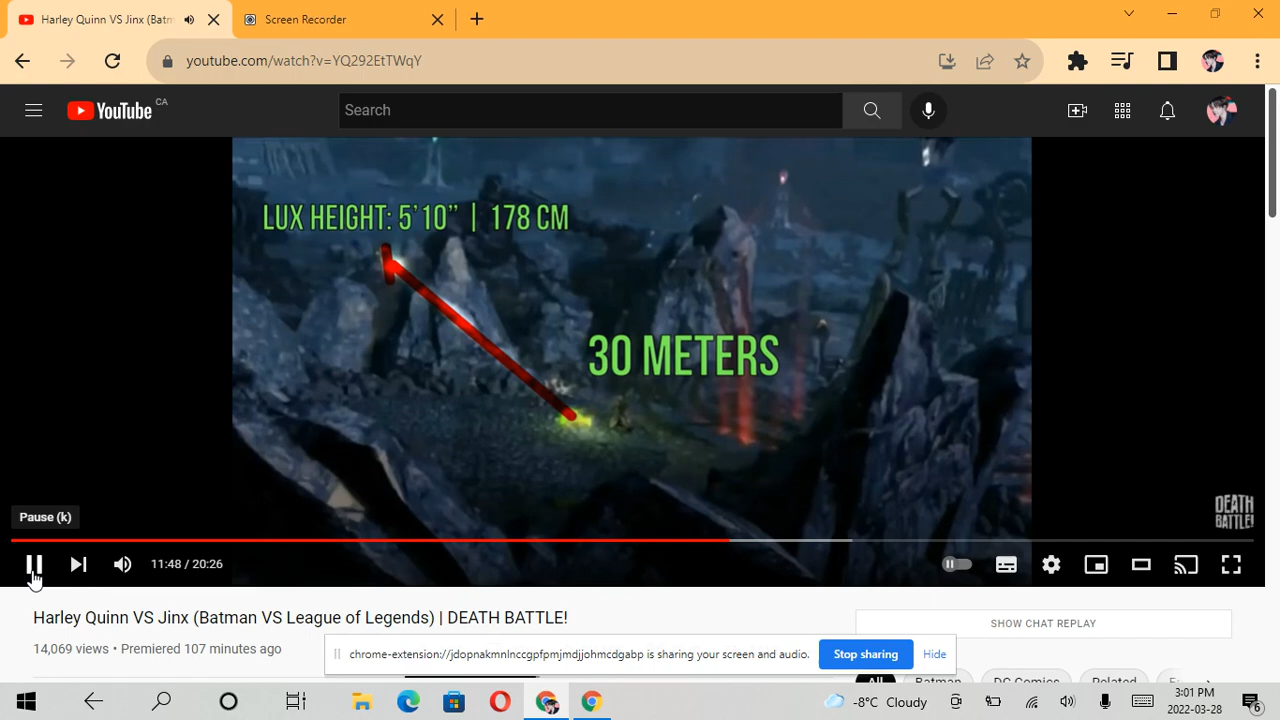 Harley Quinn VS Jinx (Batm
Screen Recorder
youtube.com/watch?v=YQ292EtTWqY
YouTube CA
Search
LUX HEIGHT: 5'10" | 178 CM
30 METERS
DEATH BATTLE!
Pause (k)
11:48 / 20:26
Harley Quinn VS Jinx (Batman VS League of Legends) | DEATH BATTLE!
SHOW CHAT REPLAY
14,069 views • Premiered 107 minutes ago
chrome-extension://jdopnakmnlnccgpfpmjmdjjohmcdgabp is sharing your screen and audio.
Stop sharing
Hide
All
Batman
DC Comics
Related
-8°C Cloudy
3:01 PM
2022-03-28
6